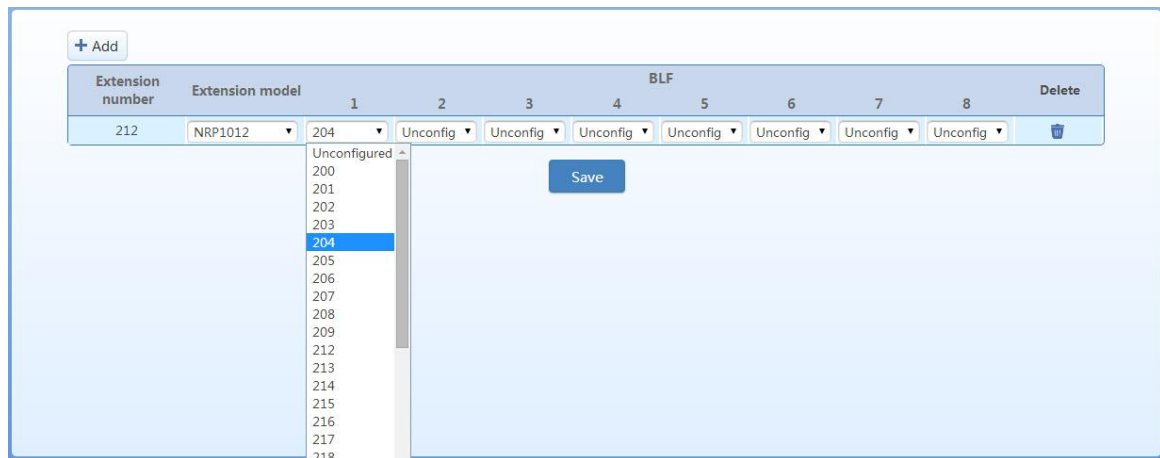 + Add
Extension number
Extension model
BLF
1 2 3 4 5 6 7 8
Delete
212 NRP1012 204 Unconfig Unconfig Unconfig Unconfig Unconfig Unconfig Unconfig
Unconfigured
200
201
202
203
204
205
206
207
208
209
212
213
214
215
216
217
218
Save